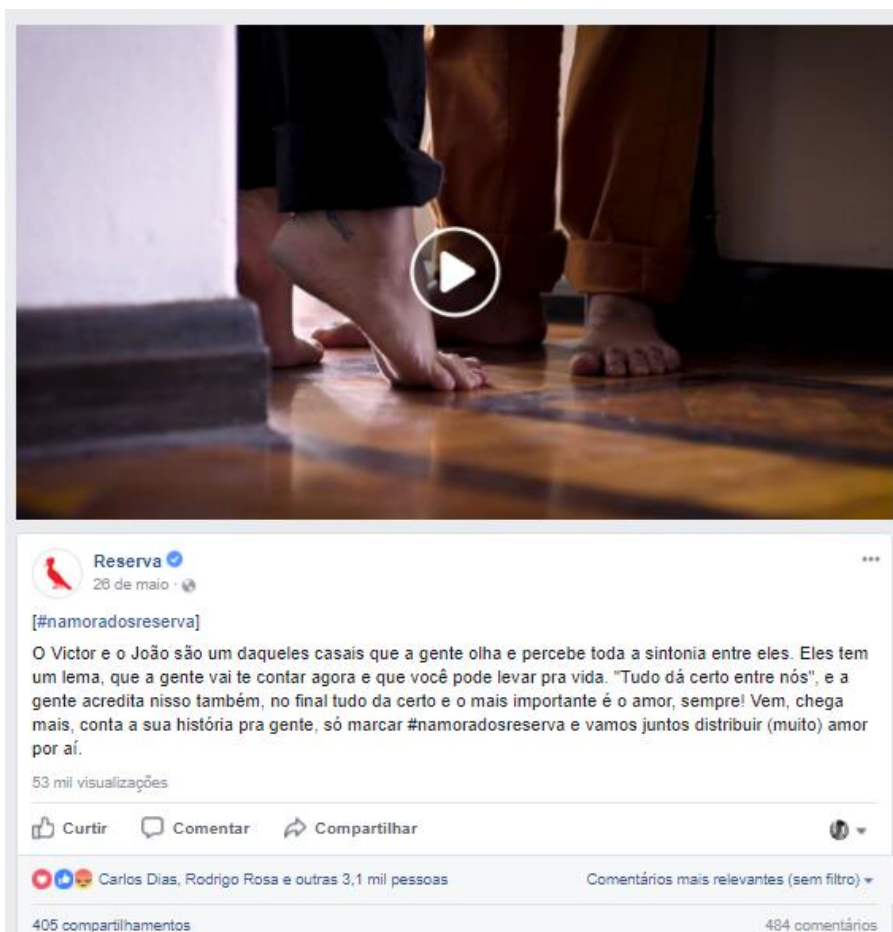 Reserva
26 de maio ·
[#namoradosreserva]
O Victor e o João são um daqueles casais que a gente olha e percebe toda a sintonia entre eles. Eles tem
um lema, que a gente vai te contar agora e que você pode levar pra vida. "Tudo dá certo entre nós", e a
gente acredita nisso também, no final tudo da certo e o mais importante é o amor, sempre! Vem, chega
mais, conta a sua história pra gente, só marcar #namoradosreserva e vamos juntos distribuir (muito) amor
por aí.
53 mil visualizações
Curtir Comentar Compartilhar
Carlos Dias, Rodrigo Rosa e outras 3,1 mil pessoas Comentários mais relevantes (sem filtro)
405 compartilhamentos 484 comentários